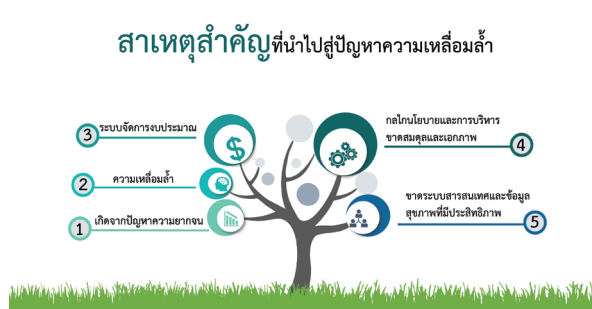 สาเหตุสำคัญที่นำไปสู่ปัญหาความเหลื่อมล้ำ
3 ระบบจัดการงบประมาณ
2 ความเหลื่อมล้ำ
1 เกิดจากปัญหาความยากจน
$
กลไกนโยบายและการบริหาร
ขาดสมดุลและเอกภาพ 4
ขาดระบบสารสนเทศและข้อมูล
สุขภาพที่มีประสิทธิภาพ 5